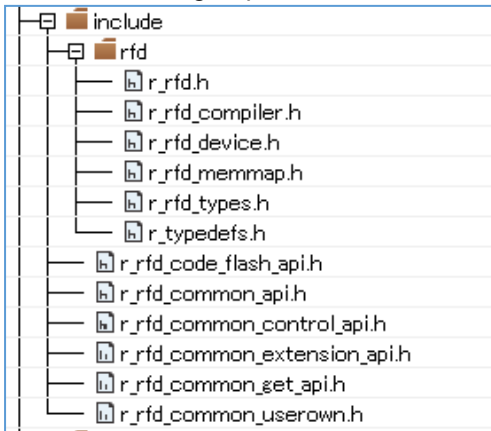 include
rfd
r_rfd.h
r_rfd_compiler.h
r_rfd_device.h
r_rfd_memmap.h
r_rfd_types.h
r_typedefs.h
r_rfd_code_flash_api.h
r_rfd_common_api.h
r_rfd_common_control_api.h
r_rfd_common_extension_api.h
r_rfd_common_get_api.h
r_rfd_common_userown.h